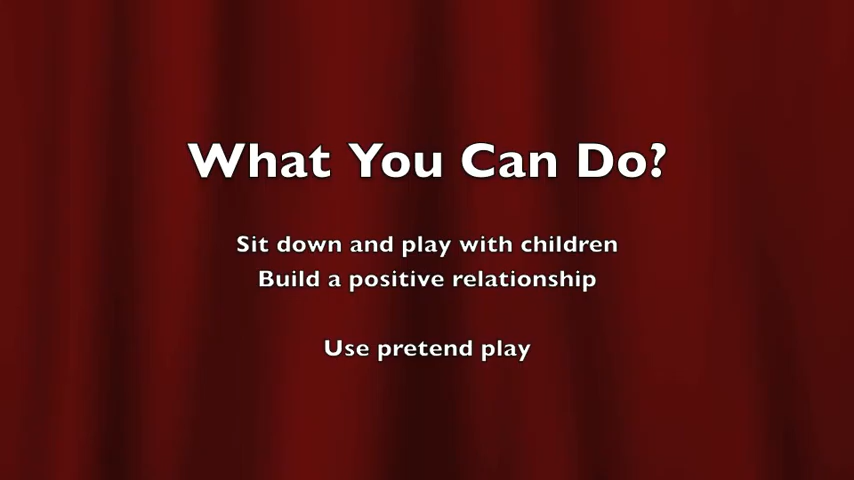 What You Can Do?
Sit down and play with children
Build a positive relationship
Use pretend play